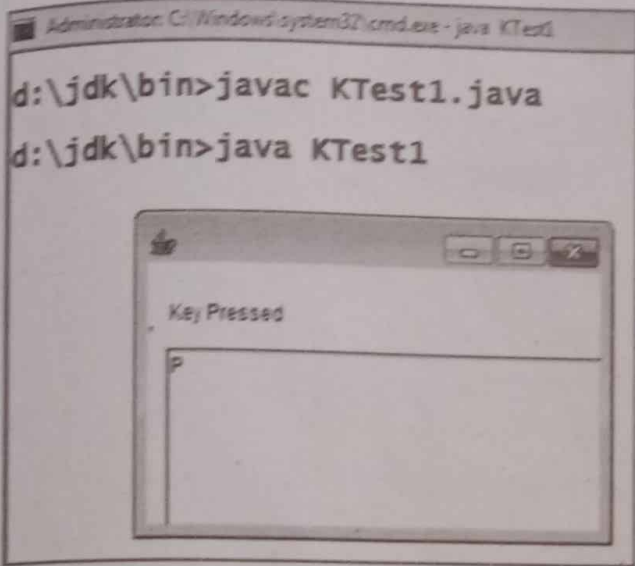 Administrator: C:\Windows\system32\cmd.exe - java KTest1
d:\jdk\bin>javac KTest1.java
d:\jdk\bin>java KTest1
Key Pressed
P